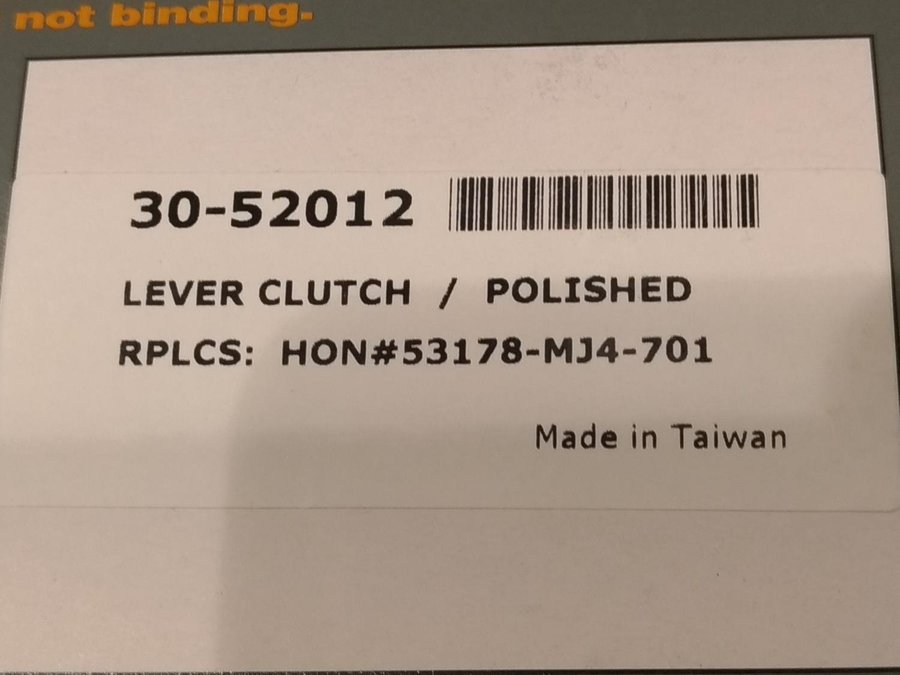 not binding.
30-52012
LEVER CLUTCH / POLISHED
RPLCS: HON#53178-MJ4-701
Made in Taiwan